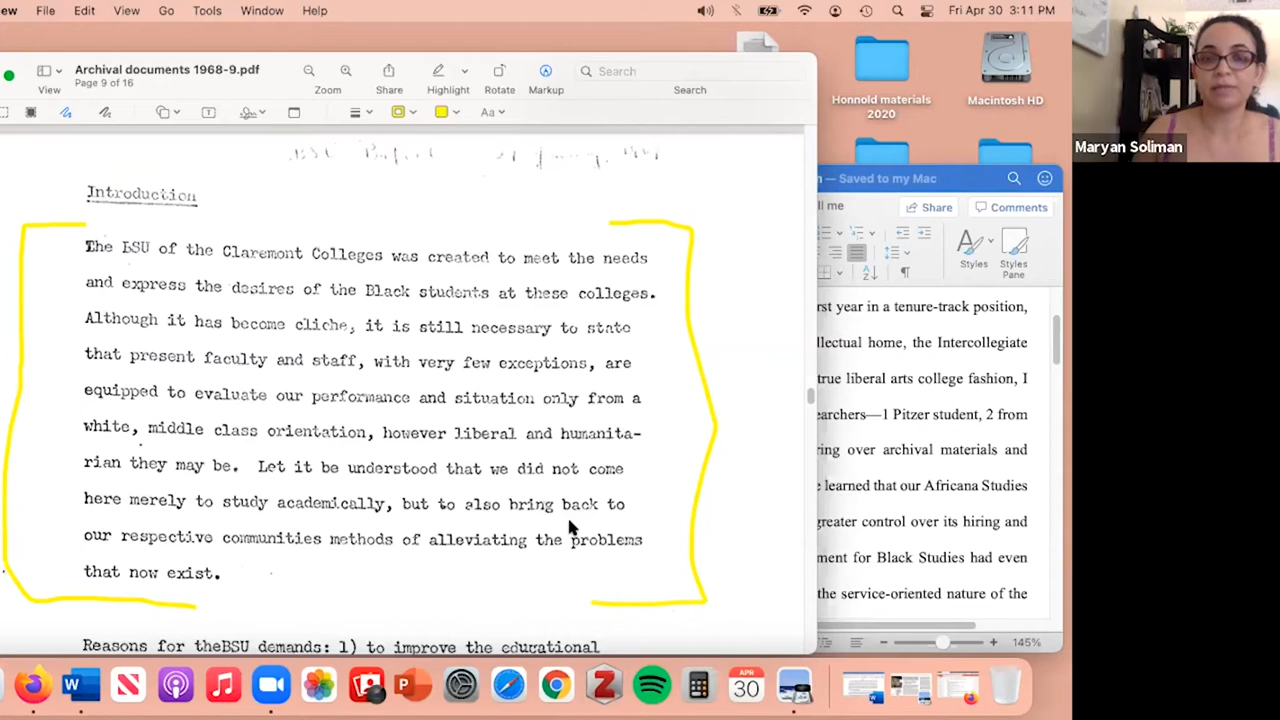 ew File Edit View Go Tools Window Help Fri Apr 30 3:11 PM
Archival documents 1968-9.pdf
Page 9 of 16
View Zoom Share Highlight Rotate Markup Search
Search
Introduction
The BSU of the Claremont Colleges was created to meet the needs
and express the desires of the Black students at these colleges.
Although it has become cliche, it is still necessary to state
that present faculty and staff, with very few exceptions, are
equipped to evaluate our performance and situation only from a
white, middle class orientation, however liberal and humanita-
rian they may be. Let it be understood that we did not come
here merely to study academically, but to also bring back to
our respective communities methods of alleviating the problems
that now exist.
Reasons for theBSU demands: 1) to improve the educational
Honnold materials
2020
Macintosh HD
— Saved to my Mac
ll me
Share Comments
Styles Styles
Pane
rst year in a tenure-track position,
llectual home, the Intercollegiate
true liberal arts college fashion, I
earchers—1 Pitzer student, 2 from
ring over archival materials and
e learned that our Africana Studies
greater control over its hiring and
ment for Black Studies had even
the service-oriented nature of the
145%
Maryan Soliman
APR
30